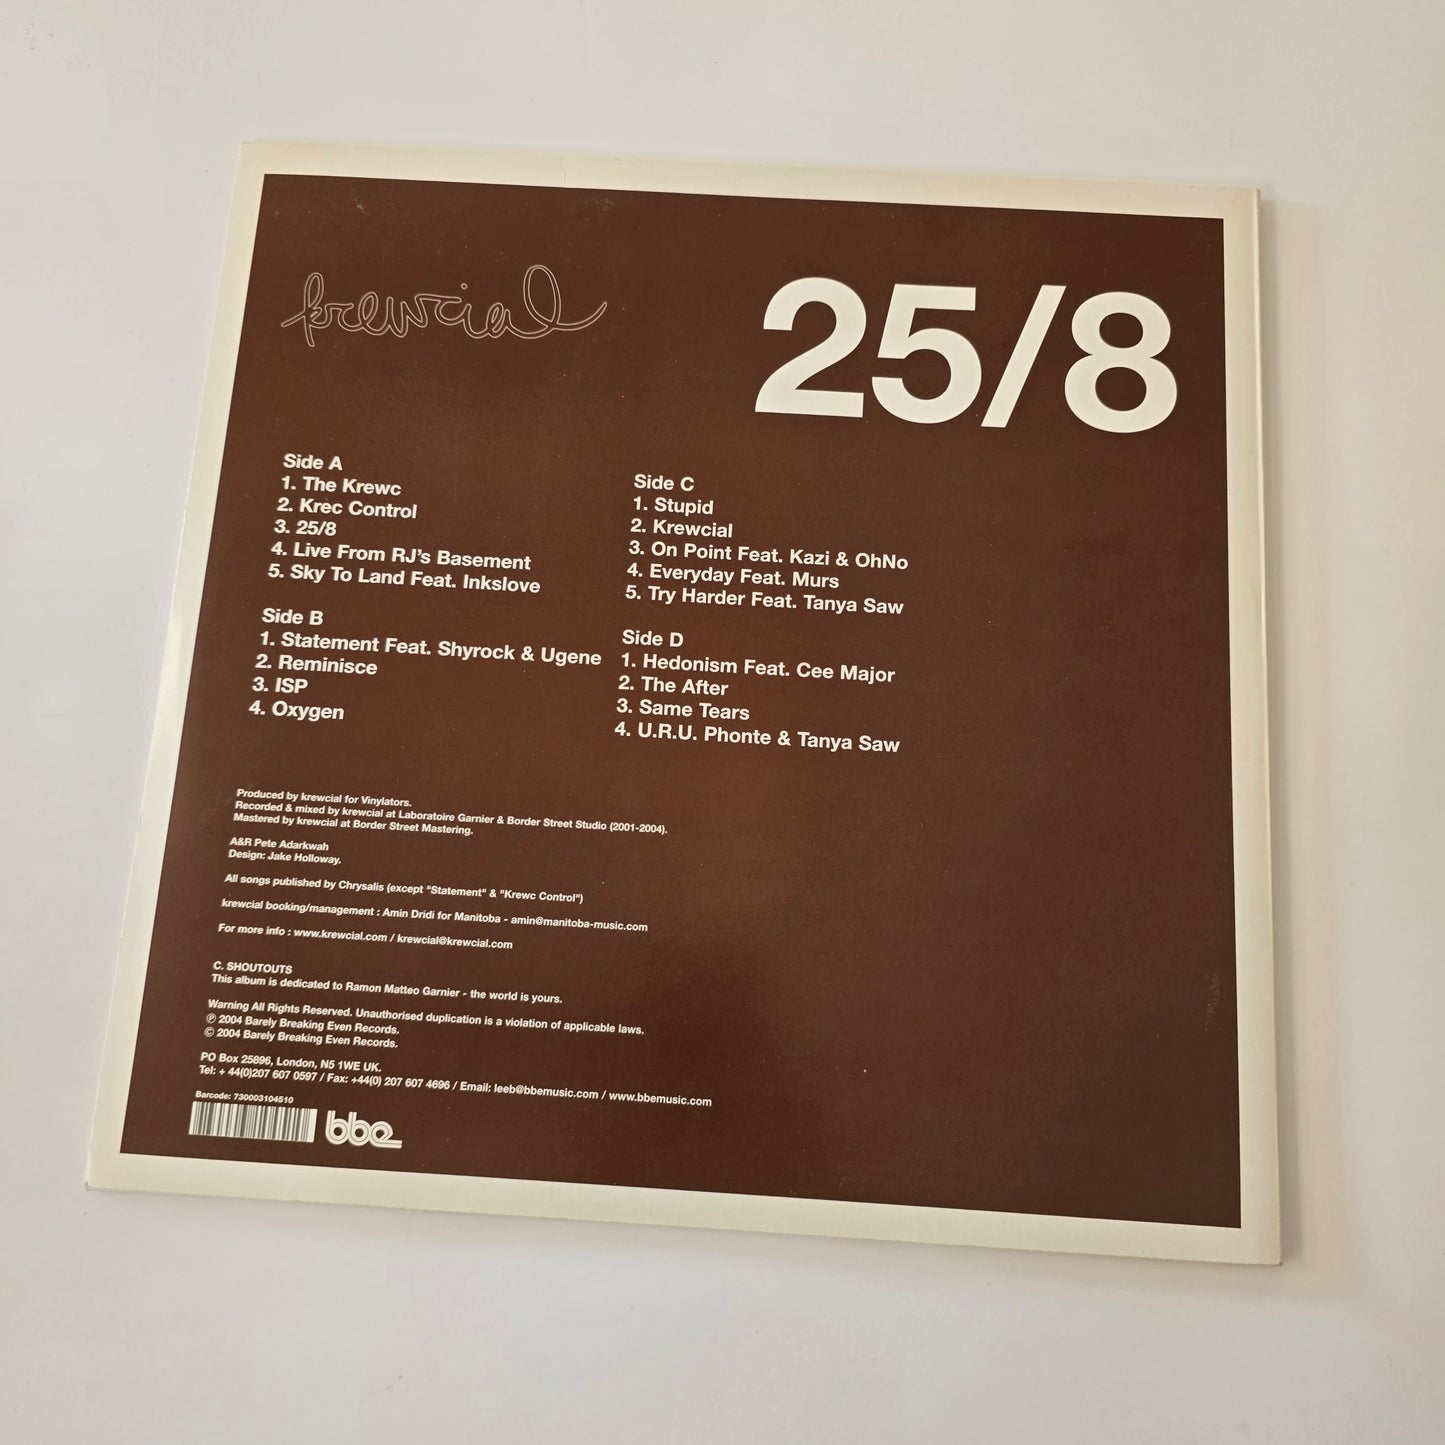 krewcial
25/8
Side A
1. The Krewc
2. Krec Control
3. 25/8
4. Live From RJ's Basement
5. Sky To Land Feat. Inkslove
Side B
1. Statement Feat. Shyrock & Ugene
2. Reminisce
3. ISP
4. Oxygen
Side C
1. Stupid
2. Krewcial
3. On Point Feat. Kazi & OhNo
4. Everyday Feat. Murs
5. Try Harder Feat. Tanya Saw
Side D
1. Hedonism Feat. Cee Major
2. The After
3. Same Tears
4. U.R.U. Phonte & Tanya Saw
Produced by krewcial for Vinylators.
Recorded & mixed by krewcial at Laboratoire Garnier & Border Street Studio (2001-2004).
Mastered by krewcial at Border Street Mastering.
A&R Pete Adarkwah
Design: Jake Holloway.
All songs published by Chrysalis (except "Statement" & "Krewc Control")
krewcial booking/management : Amin Dridi for Manitoba - amin@manitoba-music.com
For more info : www.krewcial.com / krewcial@krewcial.com
C. SHOUTOUTS
This album is dedicated to Ramon Matteo Garnier - the world is yours.
Warning All Rights Reserved. Unauthorised duplication is a violation of applicable laws.
℗ 2004 Barely Breaking Even Records.
© 2004 Barely Breaking Even Records.
PO Box 25896, London, N5 1WE UK.
Tel: + 44(0)207 607 0597 / Fax: +44(0) 207 607 4696 / Email: leeb@bbemusic.com / www.bbemusic.com
Barcode: 730003104510
bbe